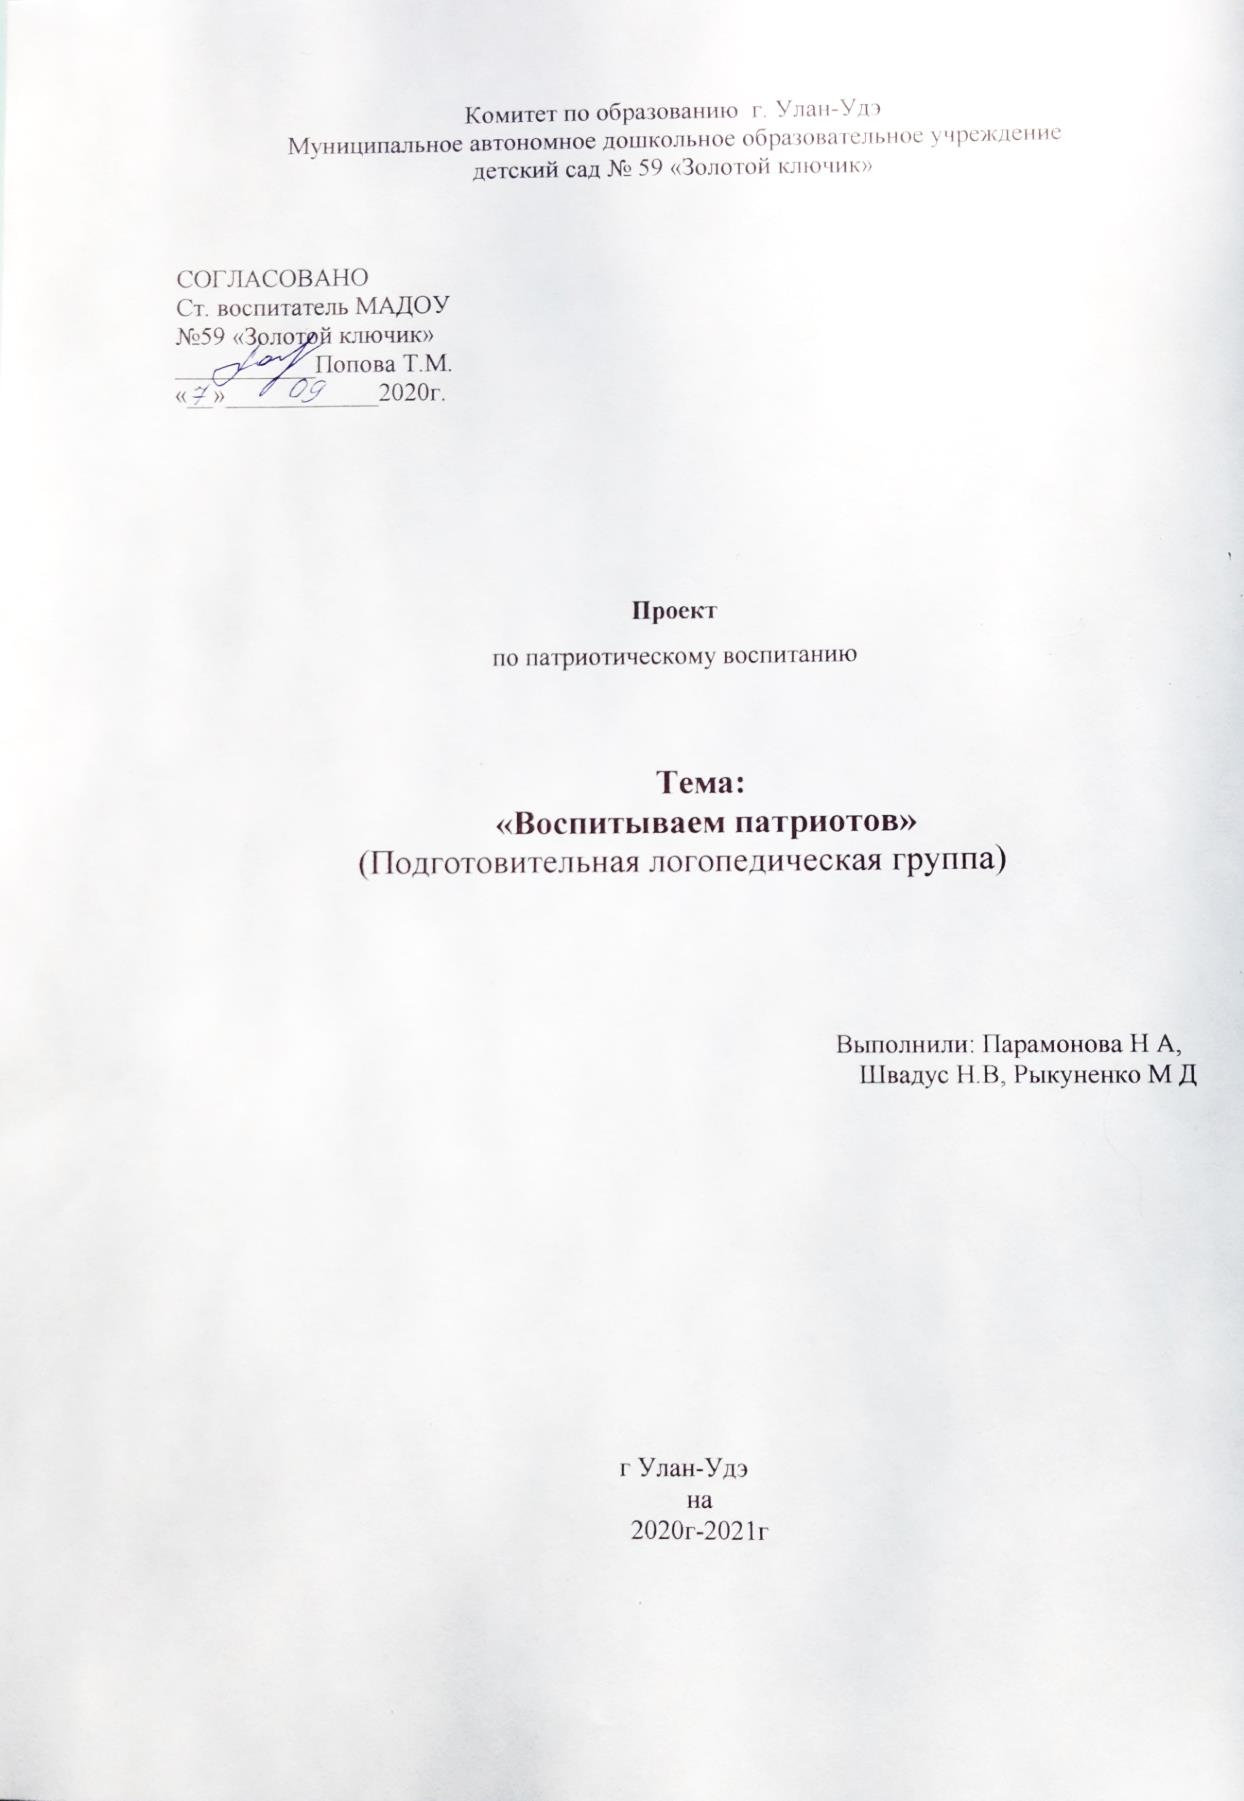 Комитет по образованию г. Улан-Удэ
Муниципальное автономное дошкольное образовательное учреждение
детский сад № 59 «Золотой ключик»
СОГЛАСОВАНО
Ст. воспитатель МАДОУ
№59 «Золотой ключик»
___________Попова Т.М.
«7» 09 2020г.
Проект
по патриотическому воспитанию
Тема:
«Воспитываем патриотов»
(Подготовительная логопедическая группа)
Выполнили: Парамонова Н А,
Швадус Н.В, Рыкуненко М Д
г Улан-Удэ
на
2020г-2021г